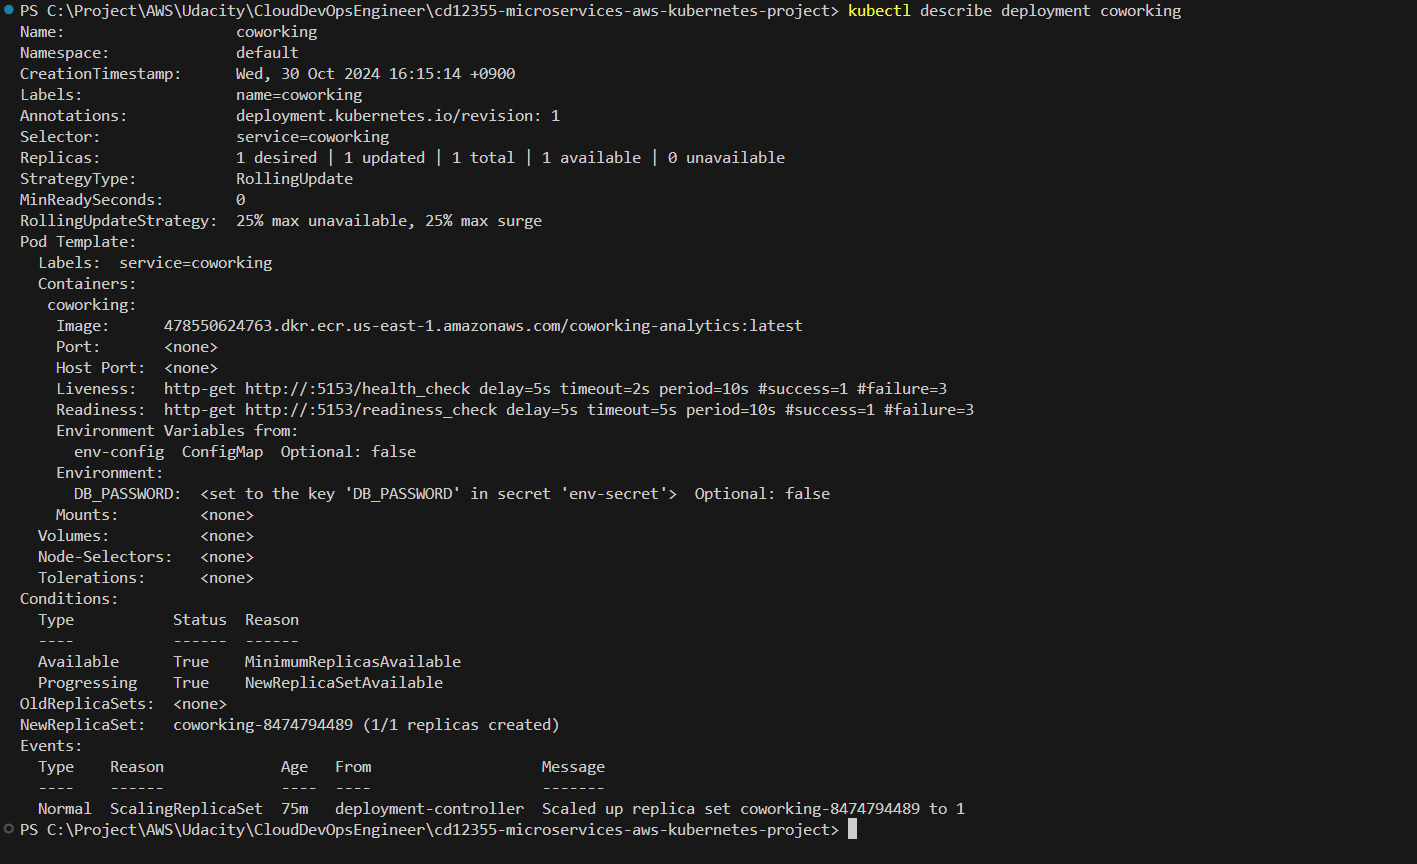 PS C:\Project\AWS\Udacity\CloudDevOpsEngineer\cd12355-microservices-aws-kubernetes-project> kubectl describe deployment coworking
Name:                   coworking
Namespace:              default
CreationTimestamp:      Wed, 30 Oct 2024 16:15:14 +0900
Labels:                 name=coworking
Annotations:            deployment.kubernetes.io/revision: 1
Selector:               service=coworking
Replicas:               1 desired | 1 updated | 1 total | 1 available | 0 unavailable
StrategyType:           RollingUpdate
MinReadySeconds:        0
RollingUpdateStrategy:  25% max unavailable, 25% max surge
Pod Template:
  Labels:  service=coworking
  Containers:
   coworking:
    Image:      478550624763.dkr.ecr.us-east-1.amazonaws.com/coworking-analytics:latest
    Port:       <none>
    Host Port:  <none>
    Liveness:   http-get http://:5153/health_check delay=5s timeout=2s period=10s #success=1 #failure=3
    Readiness:  http-get http://:5153/readiness_check delay=5s timeout=5s period=10s #success=1 #failure=3
    Environment Variables from:
      env-config  ConfigMap  Optional: false
    Environment:
      DB_PASSWORD:  <set to the key 'DB_PASSWORD' in secret 'env-secret'>  Optional: false
    Mounts:         <none>
  Volumes:          <none>
  Node-Selectors:   <none>
  Tolerations:      <none>
Conditions:
  Type           Status  Reason
  ----           ------  ------
  Available      True    MinimumReplicasAvailable
  Progressing    True    NewReplicaSetAvailable
OldReplicaSets:  <none>
NewReplicaSet:   coworking-8474794489 (1/1 replicas created)
Events:
  Type    Reason             Age   From                   Message
  ----    ------             ----  ----                   -------
  Normal  ScalingReplicaSet  75m   deployment-controller  Scaled up replica set coworking-8474794489 to 1
PS C:\Project\AWS\Udacity\CloudDevOpsEngineer\cd12355-microservices-aws-kubernetes-project>